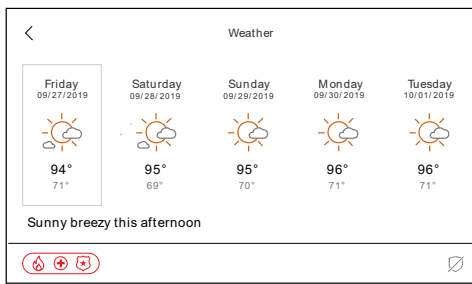 Weather
Friday Saturday Sunday Monday Tuesday
09/27/2019 09/28/2019 09/29/2019 09/30/2019 10/01/2019
94° 95° 95° 96° 96°
71° 69° 70° 71° 71°
Sunny breezy this afternoon